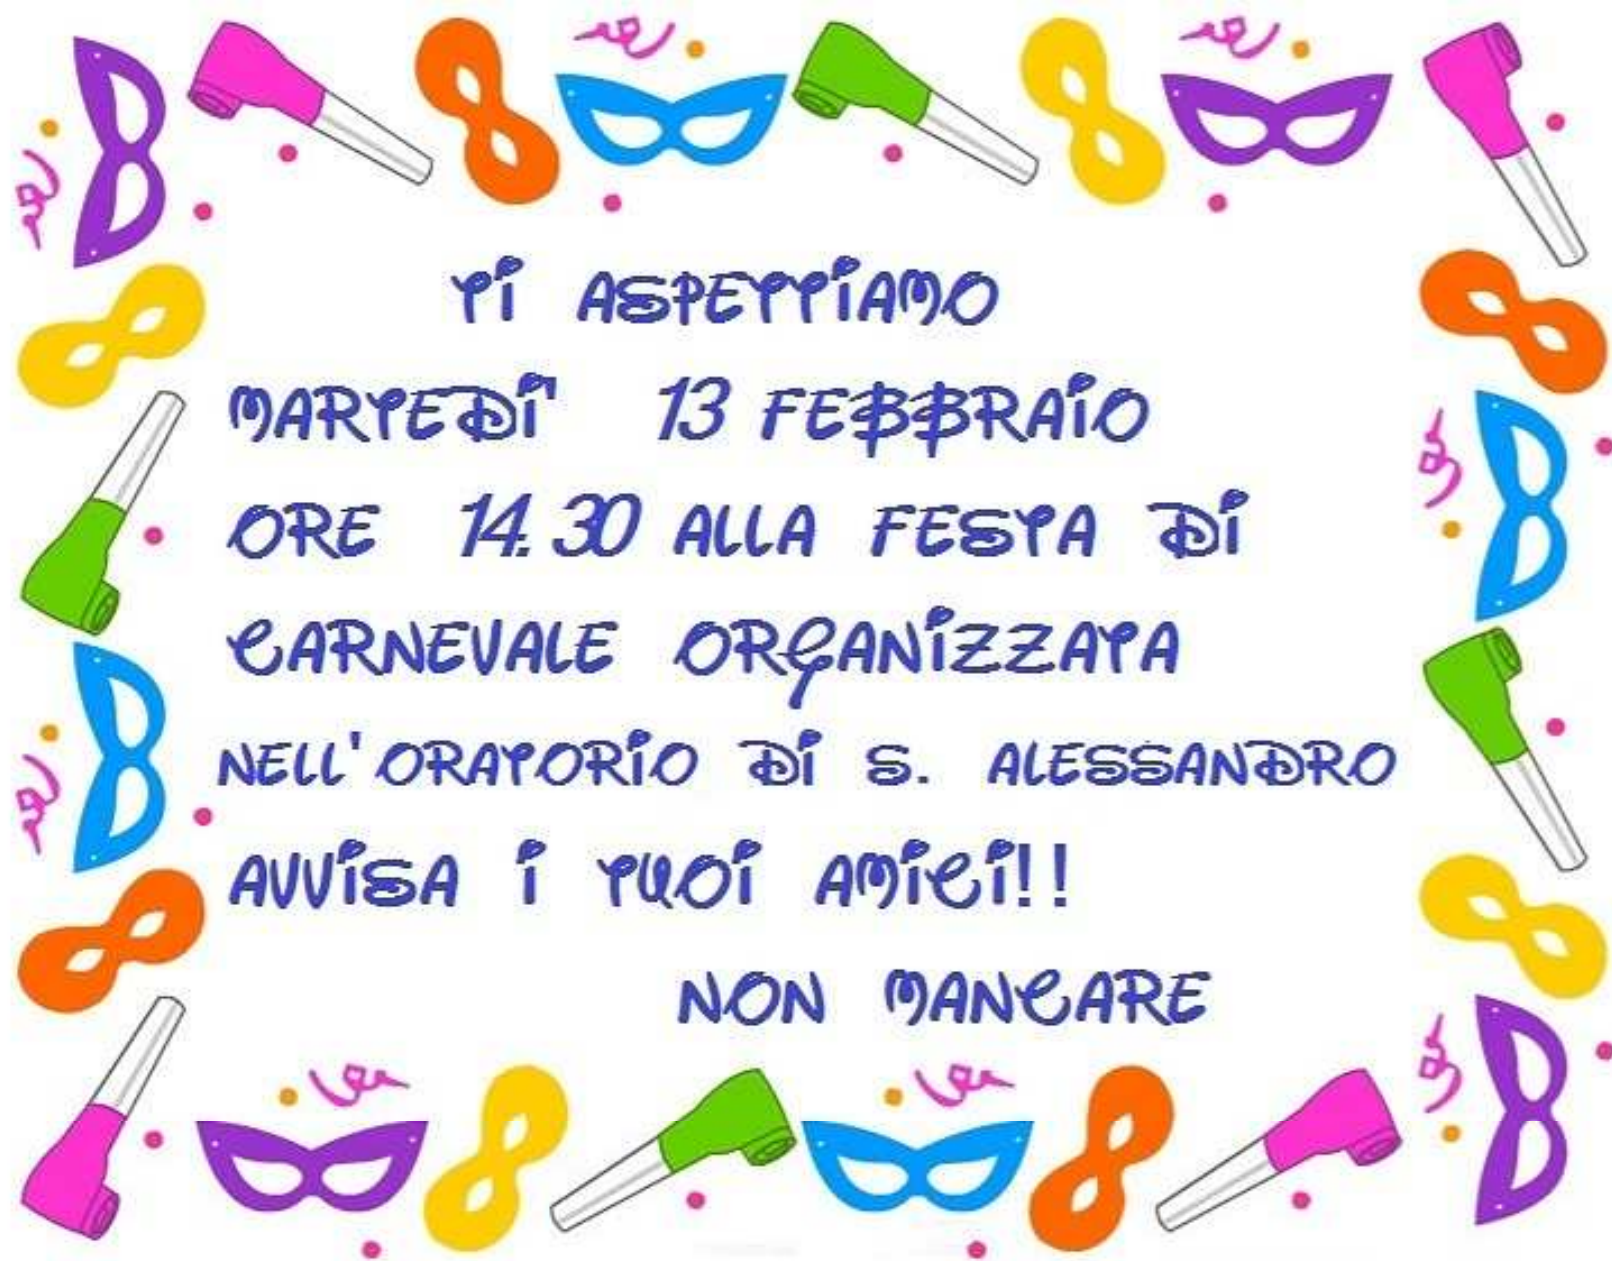 TI ASPETTIAMO
MARTEDI' 13 FEBBRAIO
ORE 14.30 ALLA FESTA DI
CARNEVALE ORGANIZZATA
NELL'ORATORIO DI S. ALESSANDRO
AVVISA I TUOI AMICI!!
NON MANCARE